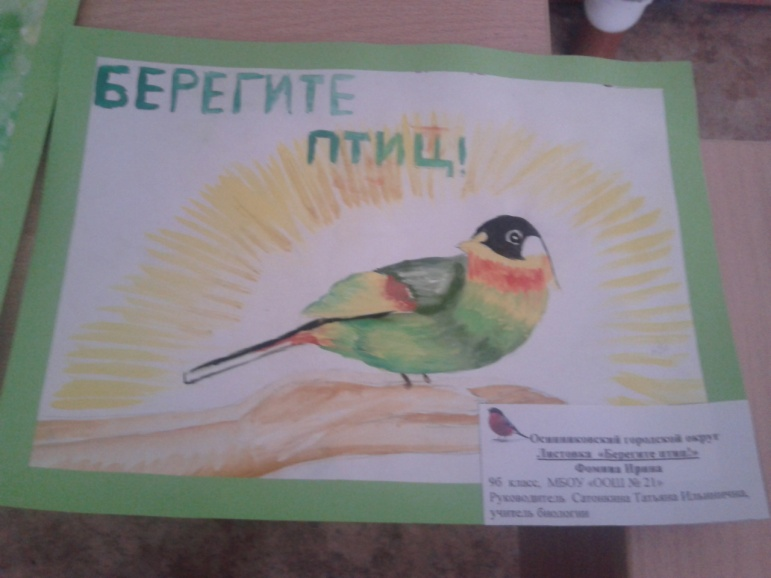 БЕРЕГИТЕ
ПТИЦ!
Осинниковский городской округ
Листовка «Берегите птиц!»
Фомина Ирина
9б класс, МБОУ «ООШ № 21»
Руководитель Сатонкина Татьяна Ильинична,
учитель биологии